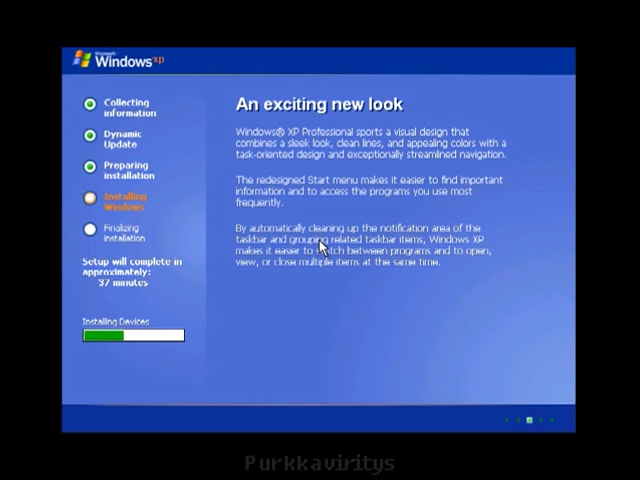 Microsoft
Windows xp
Collecting
information
Dynamic
Update
Preparing
installation
Installing
Windows
Finalizing
installation
Setup will complete in
approximately:
37 minutes
Installing Devices
An exciting new look
Windows® XP Professional sports a visual design that
combines a sleek look, clean lines, and appealing colors with a
task-oriented design and exceptionally streamlined navigation.
The redesigned Start menu makes it easier to find important
information and to access the programs you use most
frequently.
By automatically cleaning up the notification area of the
taskbar and grouping related taskbar items, Windows XP
makes it easier to switch between programs and to open,
view, or close multiple items at the same time.
Purkkaviritys